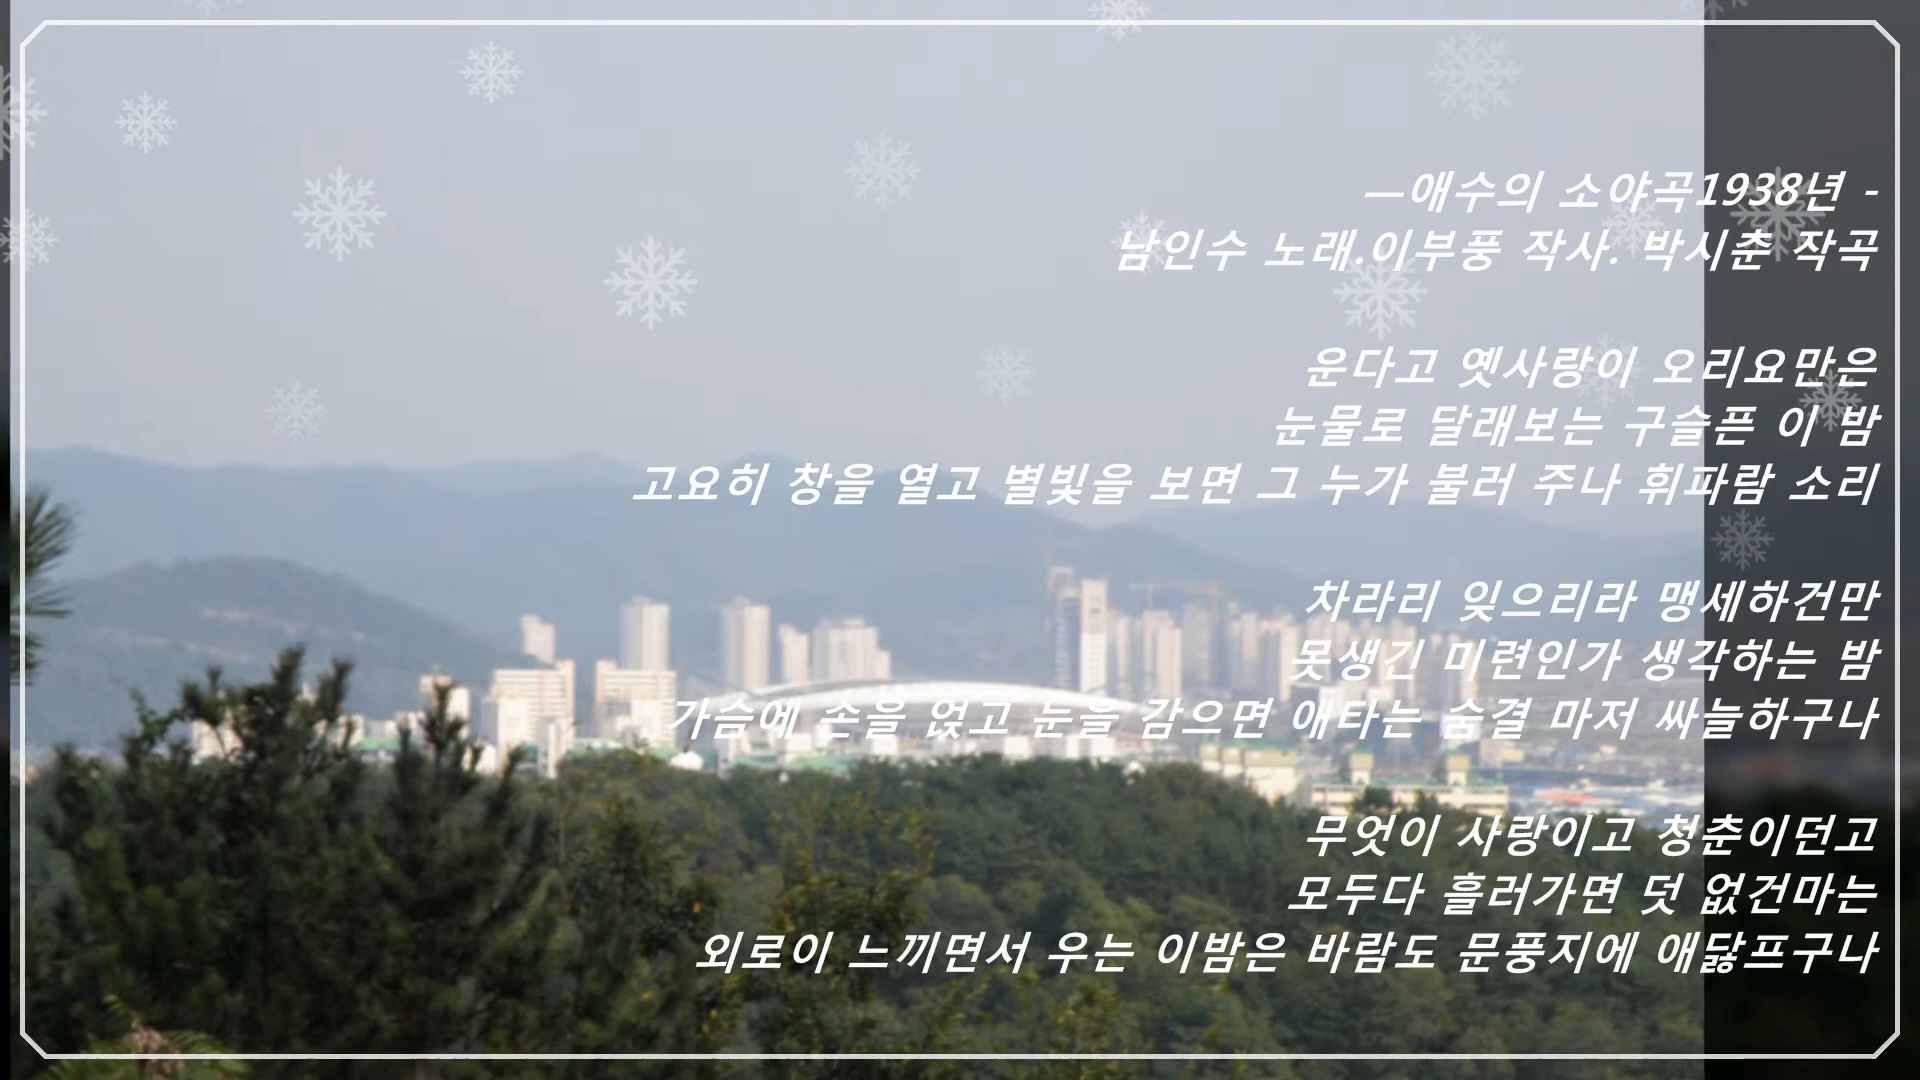 —애수의 소야곡1938년 -
남인수 노래.이부풍 작사. 박시춘 작곡
운다고 옛사랑이 오리요만은
눈물로 달래보는 구슬픈 이 밤
고요히 창을 열고 별빛을 보면 그 누가 불러 주나 휘파람 소리
차라리 잊으리라 맹세하건만
못생긴 미련인가 생각하는 밤
가슴에 손을 얹고 눈을 감으면 애타는 숨결 마저 싸늘하구나
무엇이 사랑이고 청춘이던고
모두다 흘러가면 덧 없건마는
외로이 느끼면서 우는 이밤은 바람도 문풍지에 애닳프구나